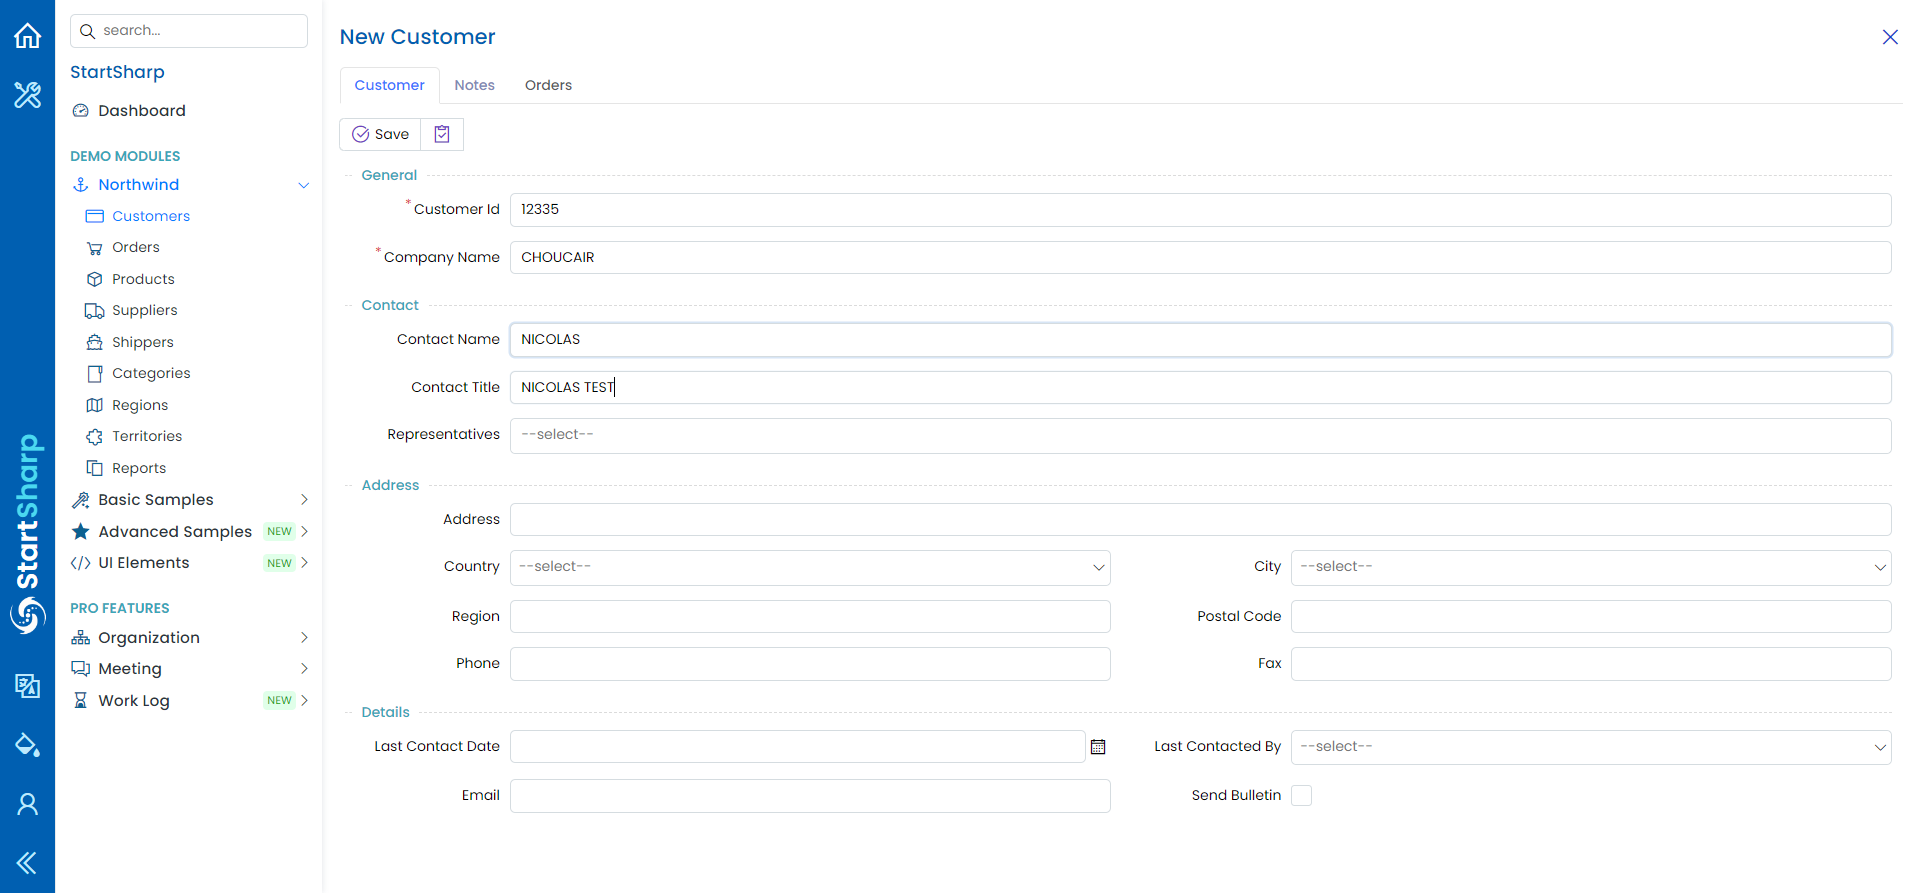 search...
StartSharp
Dashboard
DEMO MODULES
Northwind
Customers
Orders
Products
Suppliers
Shippers
Categories
Regions
Territories
Reports
Basic Samples
Advanced Samples NEW
UI Elements NEW
PRO FEATURES
Organization
Meeting
Work Log NEW
StartSharp
New Customer
Customer Notes Orders
Save
General
* Customer Id 12335
* Company Name CHOUCAIR
Contact
Contact Name NICOLAS
Contact Title NICOLAS TEST
Representatives --select--
Address
Address
Country --select-- City --select--
Region Postal Code
Phone Fax
Details
Last Contact Date Last Contacted By --select--
Email Send Bulletin